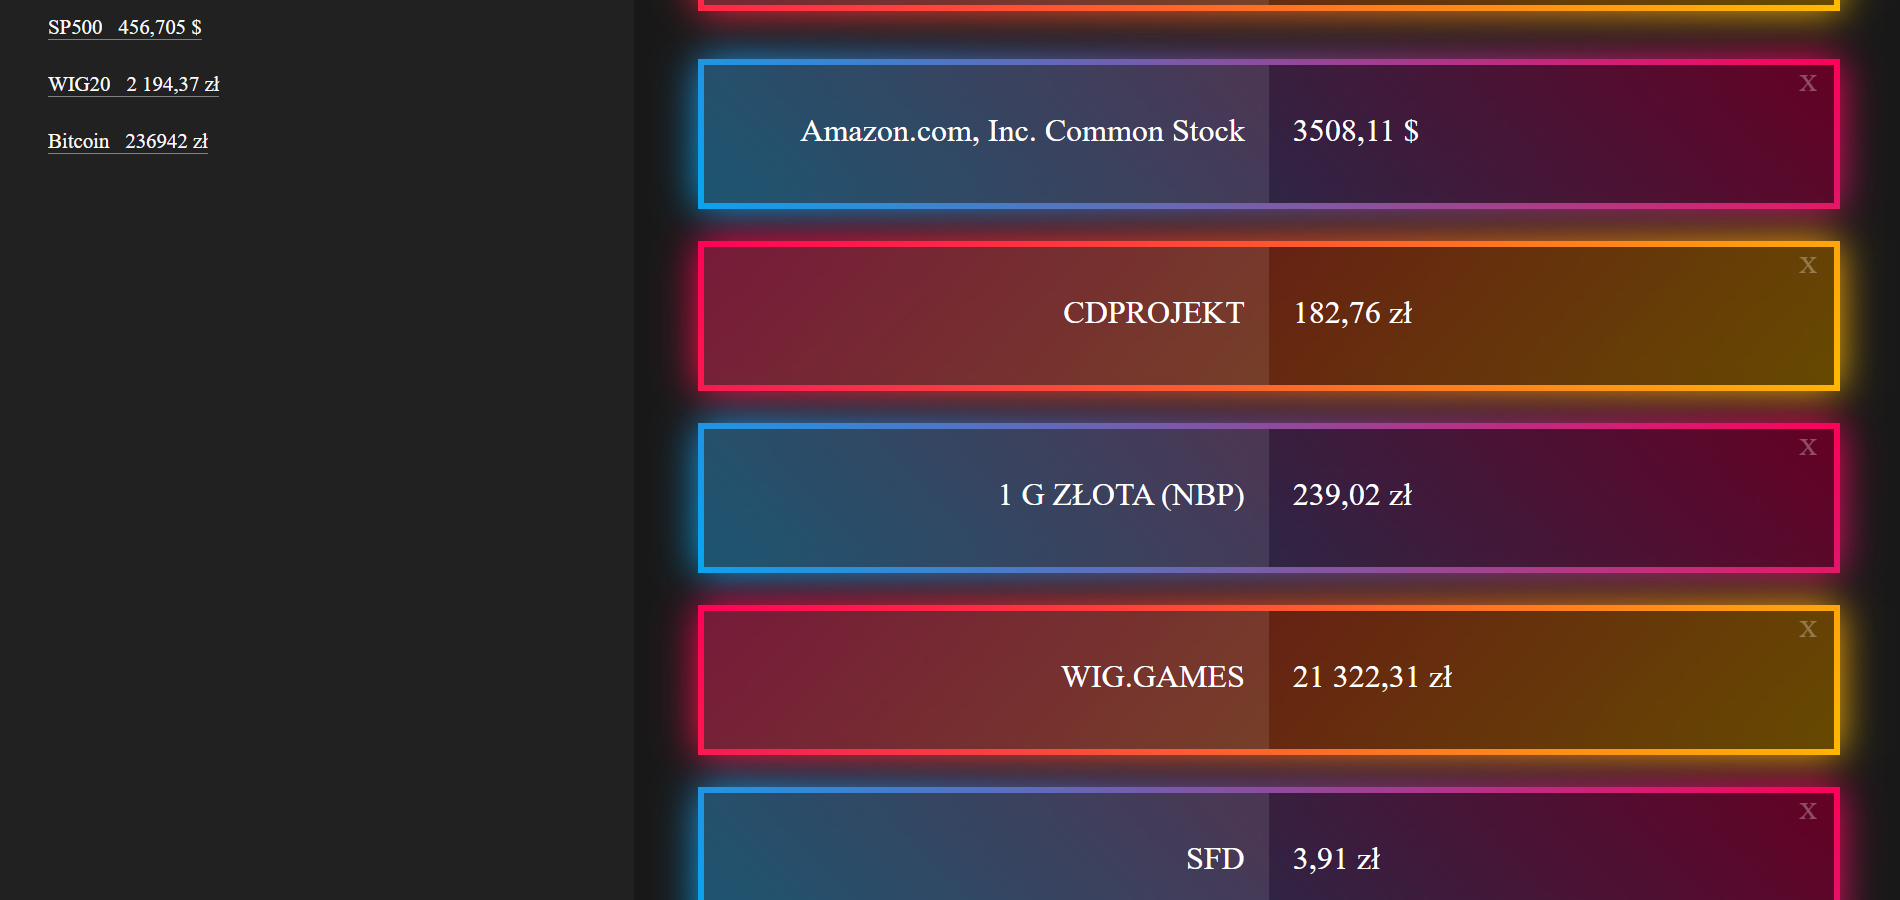 SP500 456,705 $
WIG20 2 194,37 zł
Bitcoin 236942 zł
X
Amazon.com, Inc. Common Stock 3508,11 $
X
CDPROJEKT 182,76 zł
X
1 G ZŁOTA (NBP) 239,02 zł
X
WIG.GAMES 21 322,31 zł
X
SFD 3,91 zł